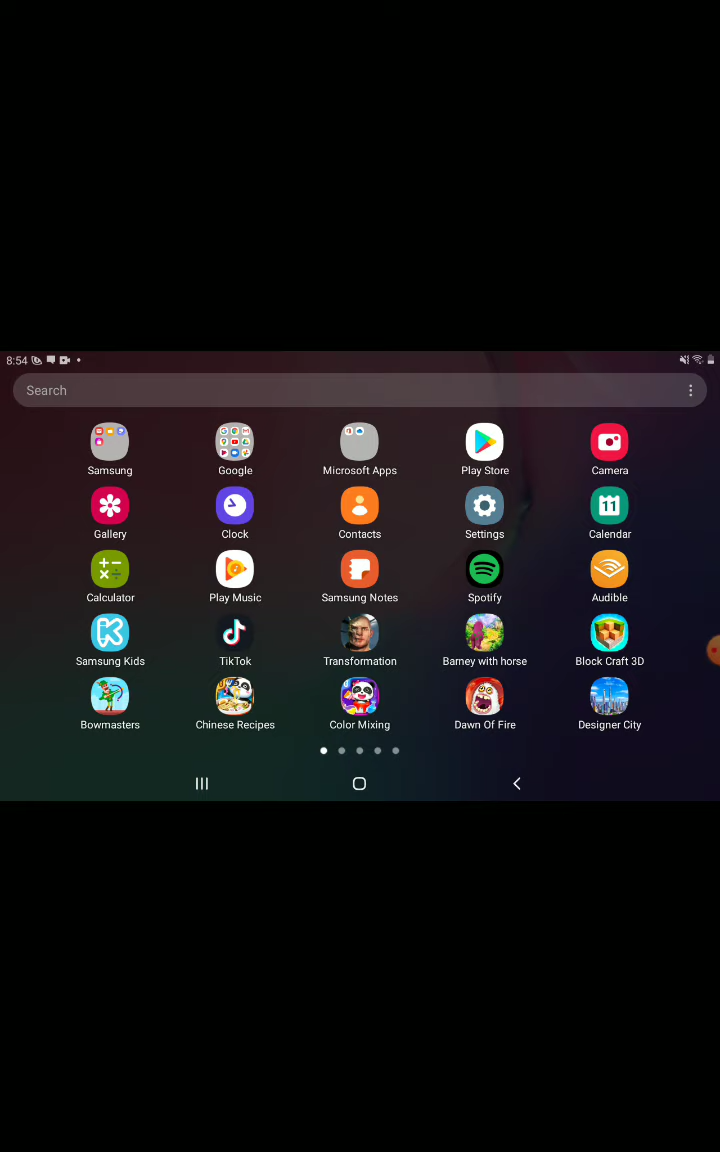 8:54
Search
Samsung Google Microsoft Apps Play Store Camera
11
Gallery Clock Contacts Settings Calendar
Calculator Play Music Samsung Notes Spotify Audible
Samsung Kids TikTok Transformation Barney with horse Block Craft 3D
Bowmasters Chinese Recipes Color Mixing Dawn Of Fire Designer City